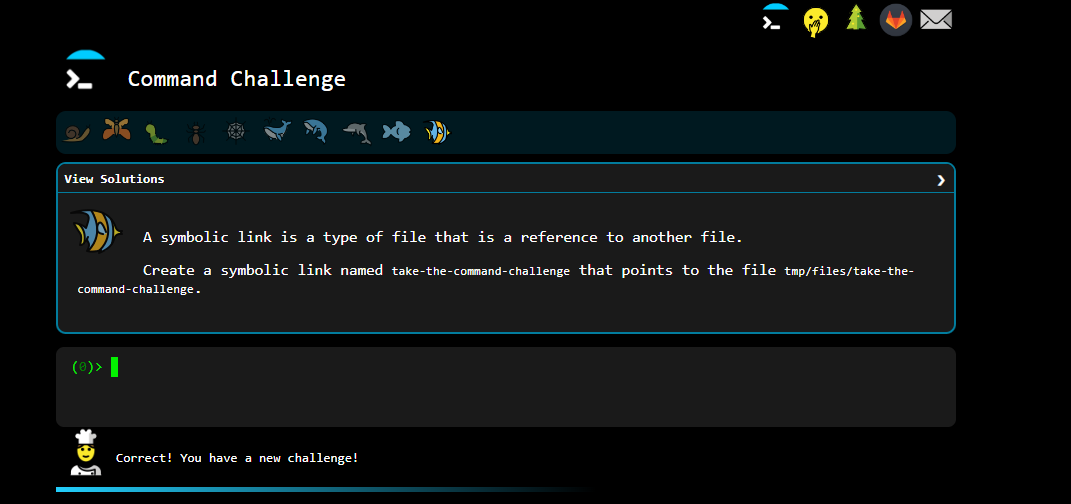 Command Challenge
View Solutions
A symbolic link is a type of file that is a reference to another file.
Create a symbolic link named take-the-command-challenge that points to the file tmp/files/take-the-
command-challenge.
(0)>
Correct! You have a new challenge!